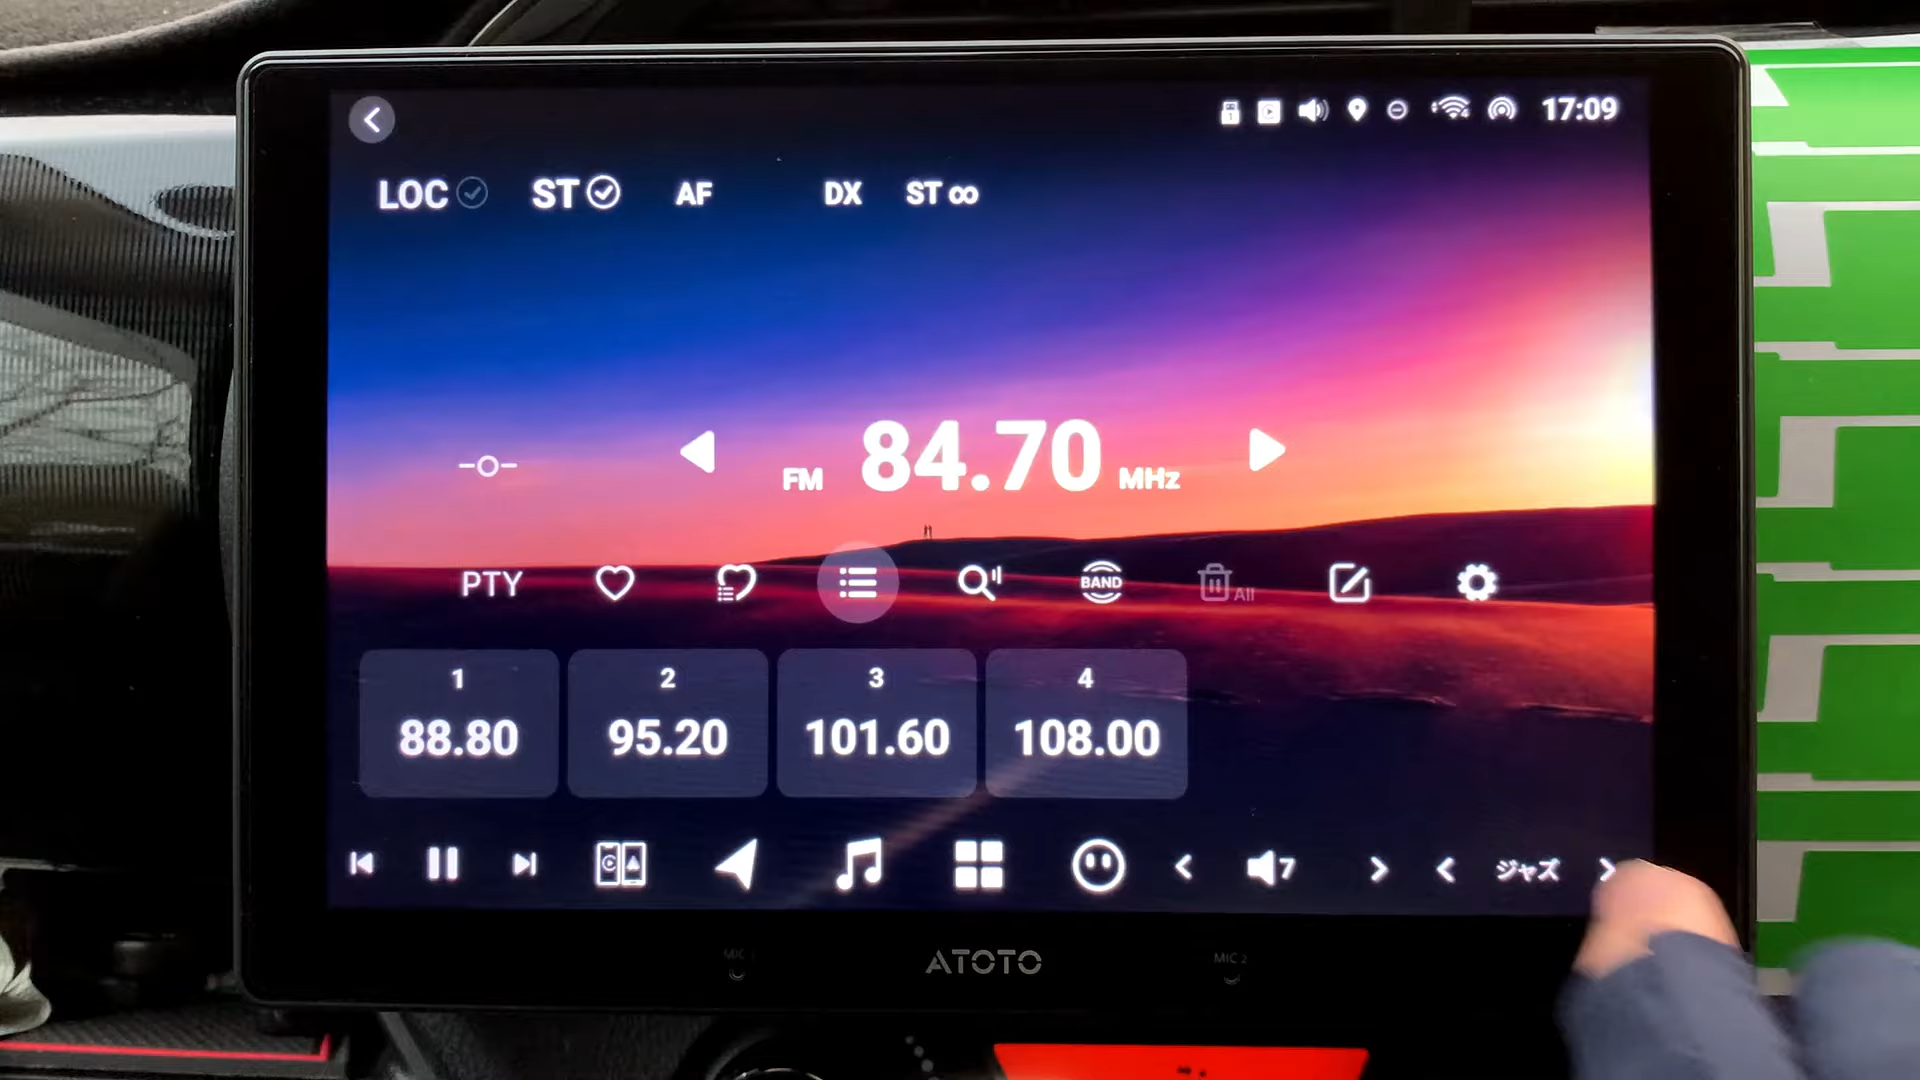 17:09
LOC ST AF DX ST
FM 84.70 MHz
PTY BAND All
1 2 3 4
88.80 95.20 101.60 108.00
7 ジャズ
MIC ATOTO MIC 2